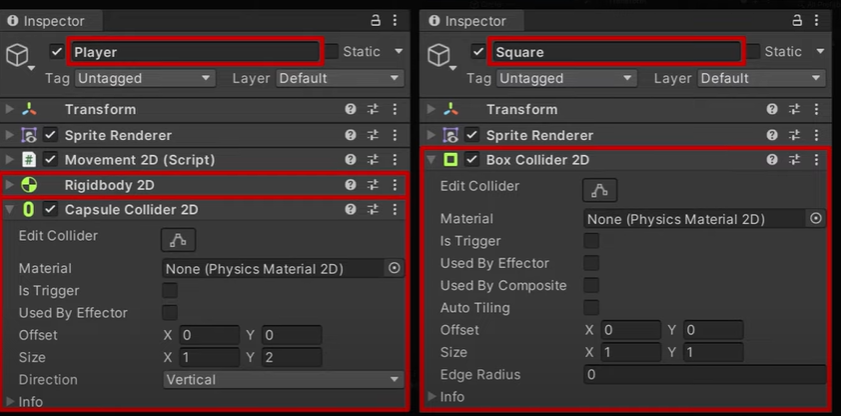 Inspector
Player
Static
Tag Untagged Layer Default
Transform
Sprite Renderer
# Movement 2D (Script)
Rigidbody 2D
Capsule Collider 2D
Edit Collider
Material None (Physics Material 2D)
Is Trigger
Used By Effector
Offset X 0 Y 0
Size X 1 Y 2
Direction Vertical
Info
Inspector
Square
Static
Tag Untagged Layer Default
Transform
Sprite Renderer
Box Collider 2D
Edit Collider
Material None (Physics Material 2D)
Is Trigger
Used By Effector
Used By Composite
Auto Tiling
Offset X 0 Y 0
Size X 1 Y 1
Edge Radius 0
Info